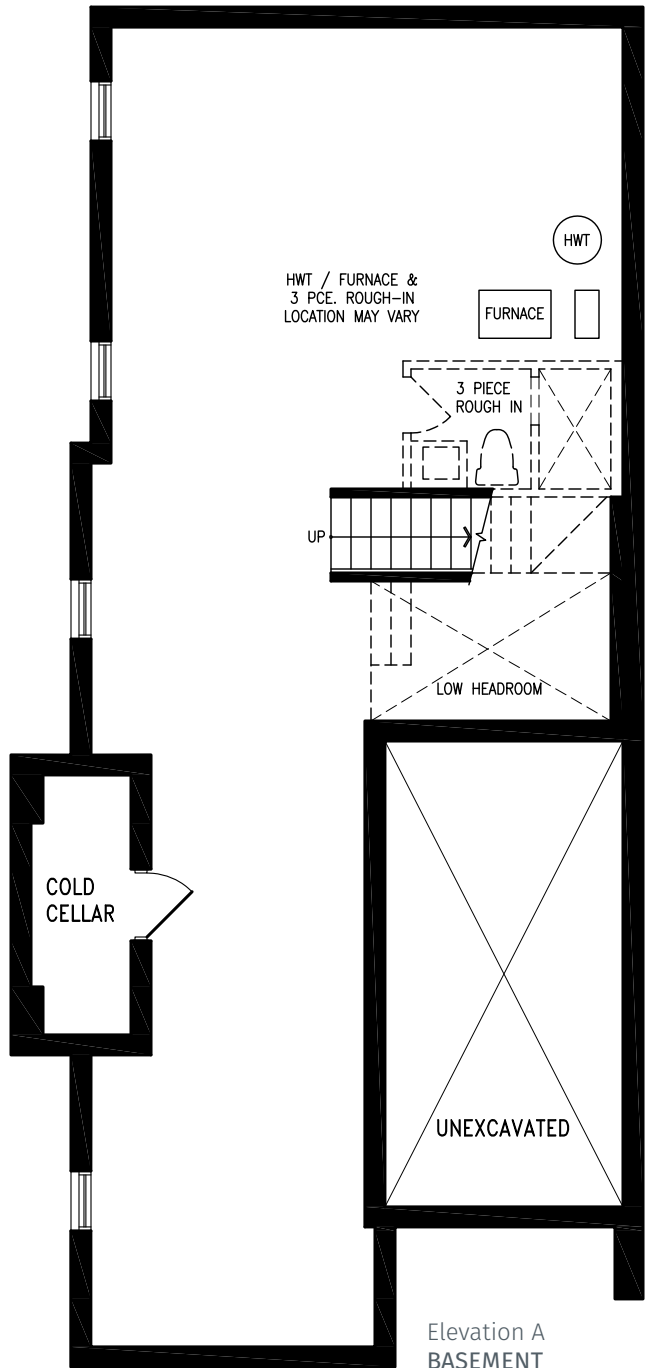 HWT
HWT / FURNACE &
3 PCE. ROUGH-IN
LOCATION MAY VARY
FURNACE
3 PIECE
ROUGH IN
UP
LOW HEADROOM
COLD
CELLAR
UNEXCAVATED
Elevation A
BASEMENT